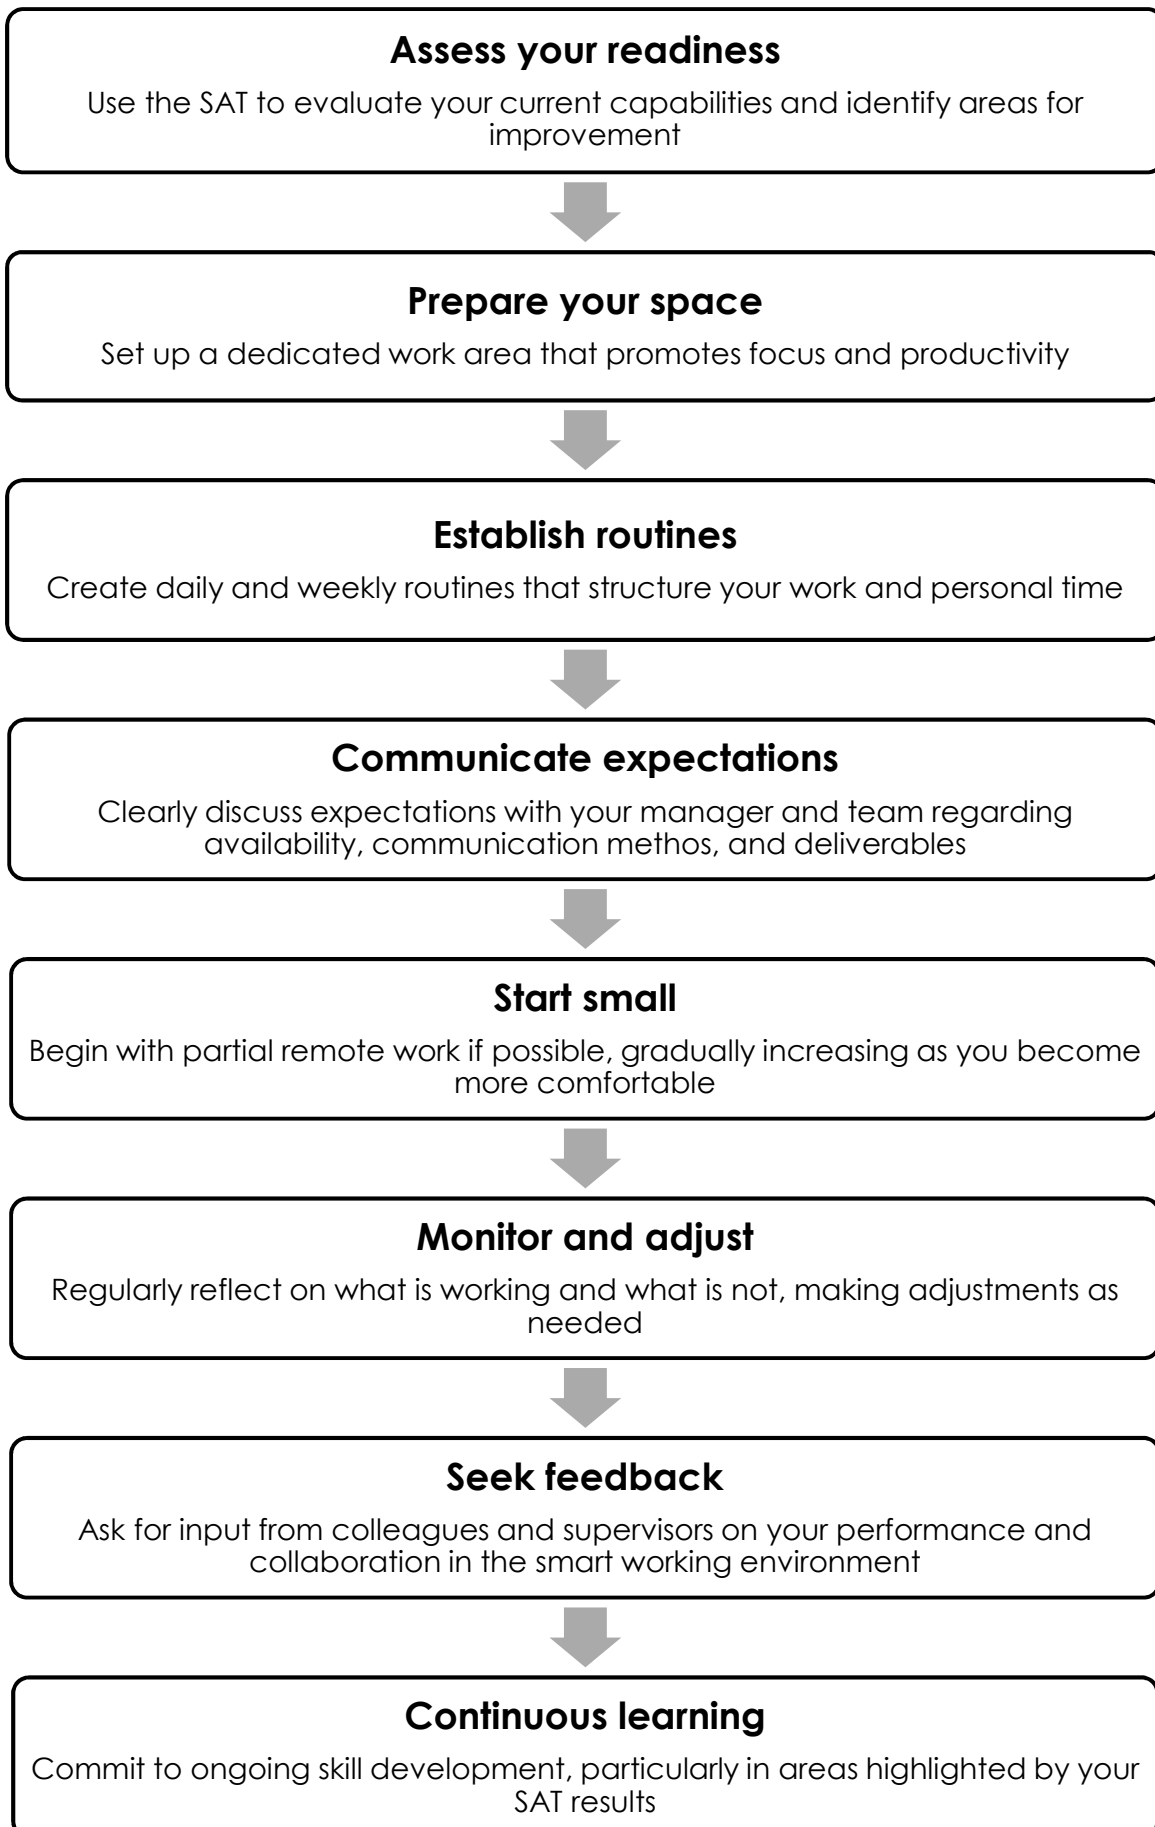 Assess your readiness
Use the SAT to evaluate your current capabilities and identify areas for
improvement
Prepare your space
Set up a dedicated work area that promotes focus and productivity
Establish routines
Create daily and weekly routines that structure your work and personal time
Communicate expectations
Clearly discuss expectations with your manager and team regarding
availability, communication methos, and deliverables
Start small
Begin with partial remote work if possible, gradually increasing as you become
more comfortable
Monitor and adjust
Regularly reflect on what is working and what is not, making adjustments as
needed
Seek feedback
Ask for input from colleagues and supervisors on your performance and
collaboration in the smart working environment
Continuous learning
Commit to ongoing skill development, particularly in areas highlighted by your
SAT results